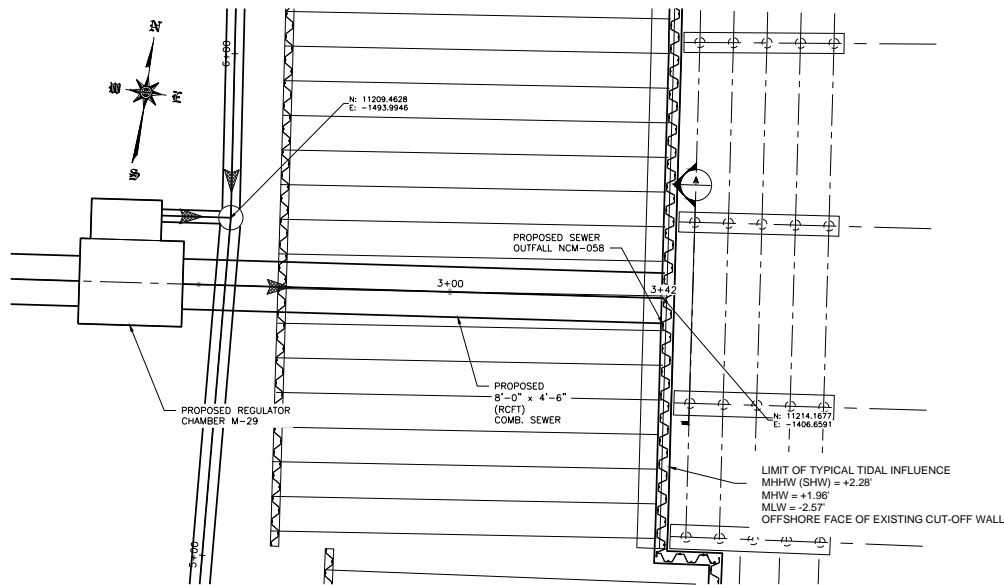 N
W
E
S
6+00
N: 11209.4628
E: -1493.9946
A
PROPOSED SEWER
OUTFALL NCM-058
3+00
3+42
PROPOSED REGULATOR
CHAMBER M-29
PROPOSED
8'-0" x 4'-6"
(RCFT)
COMB. SEWER
N: 11214.1677
E: -1406.6591
LIMIT OF TYPICAL TIDAL INFLUENCE
MHHW (SHW) = +2.28'
MHW = +1.96'
MLW = -2.57'
OFFSHORE FACE OF EXISTING CUT-OFF WALL
5+00